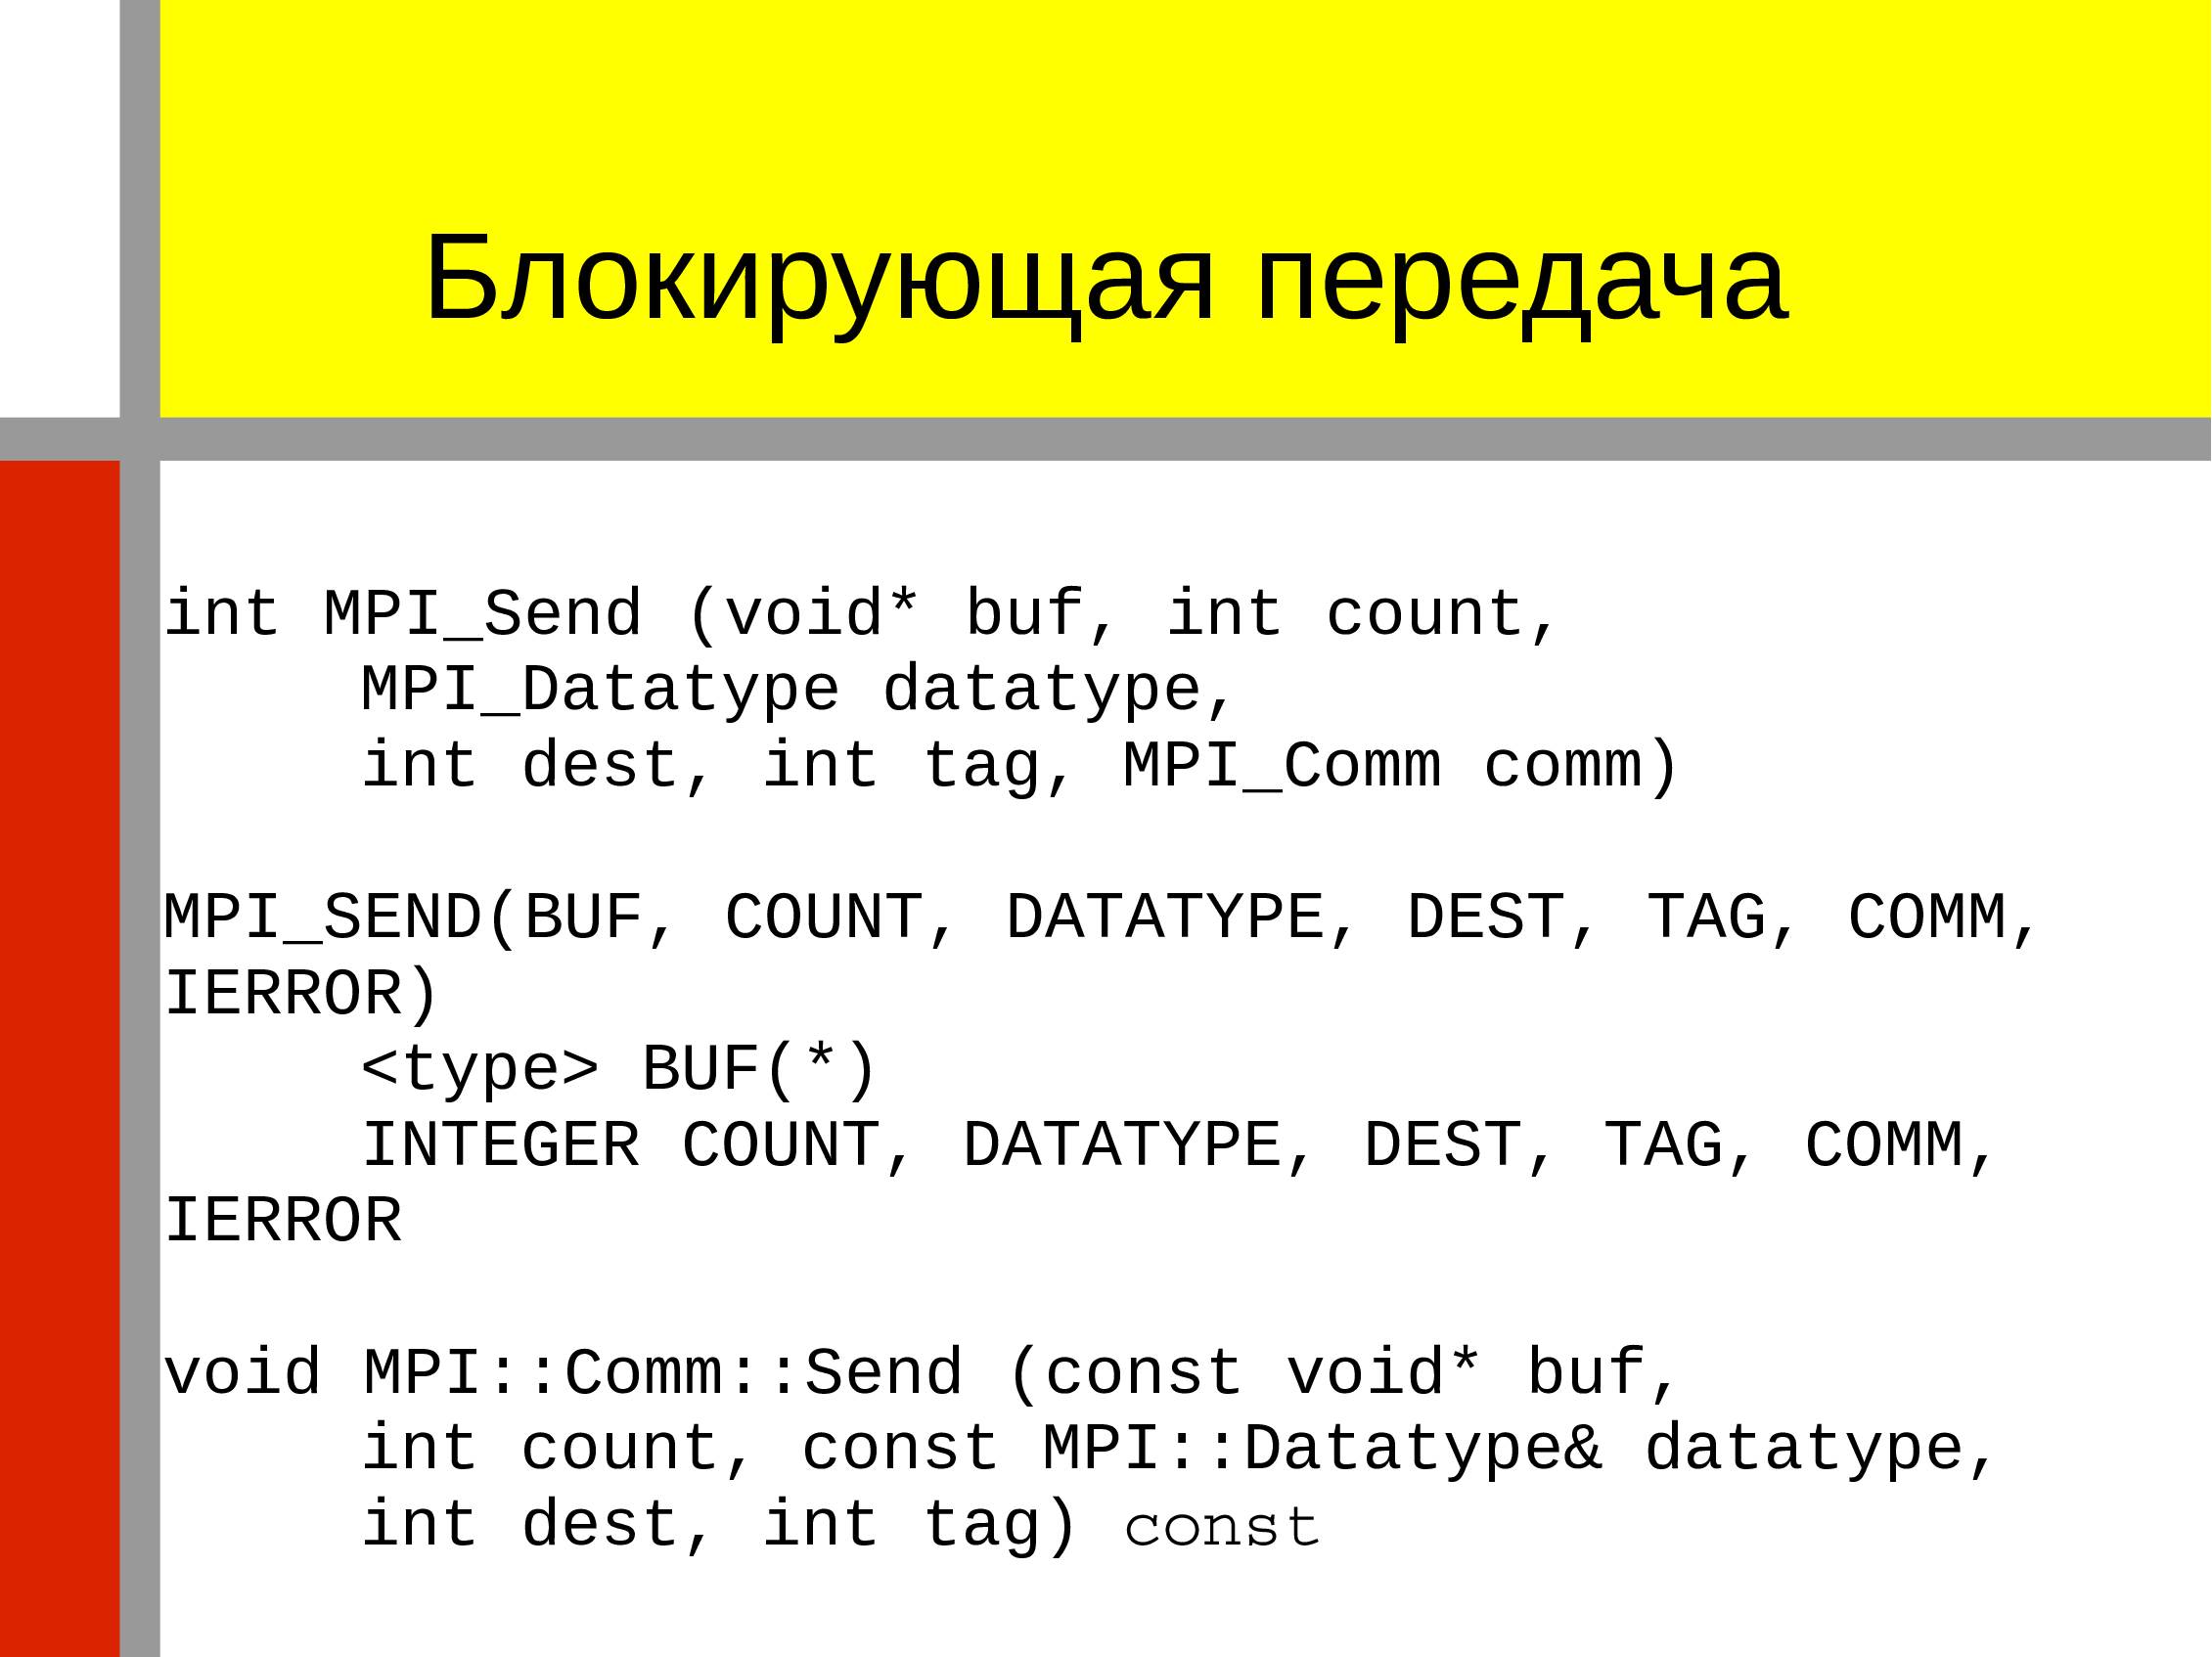 Блокирующая передача
int MPI_Send (void* buf, int count,
MPI_Datatype datatype,
int dest, int tag, MPI_Comm comm)
MPI_SEND(BUF, COUNT, DATATYPE, DEST, TAG, COMM,
IERROR)
<type> BUF(*)
INTEGER COUNT, DATATYPE, DEST, TAG, COMM,
IERROR
void MPI::Comm::Send (const void* buf,
int count, const MPI::Datatype& datatype,
int dest, int tag) const